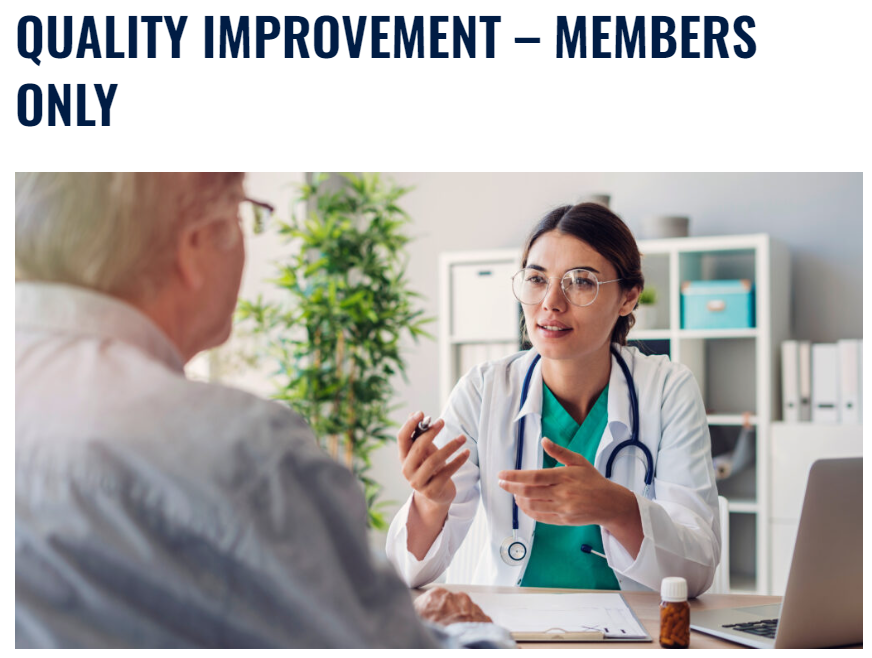 QUALITY IMPROVEMENT – MEMBERS
ONLY